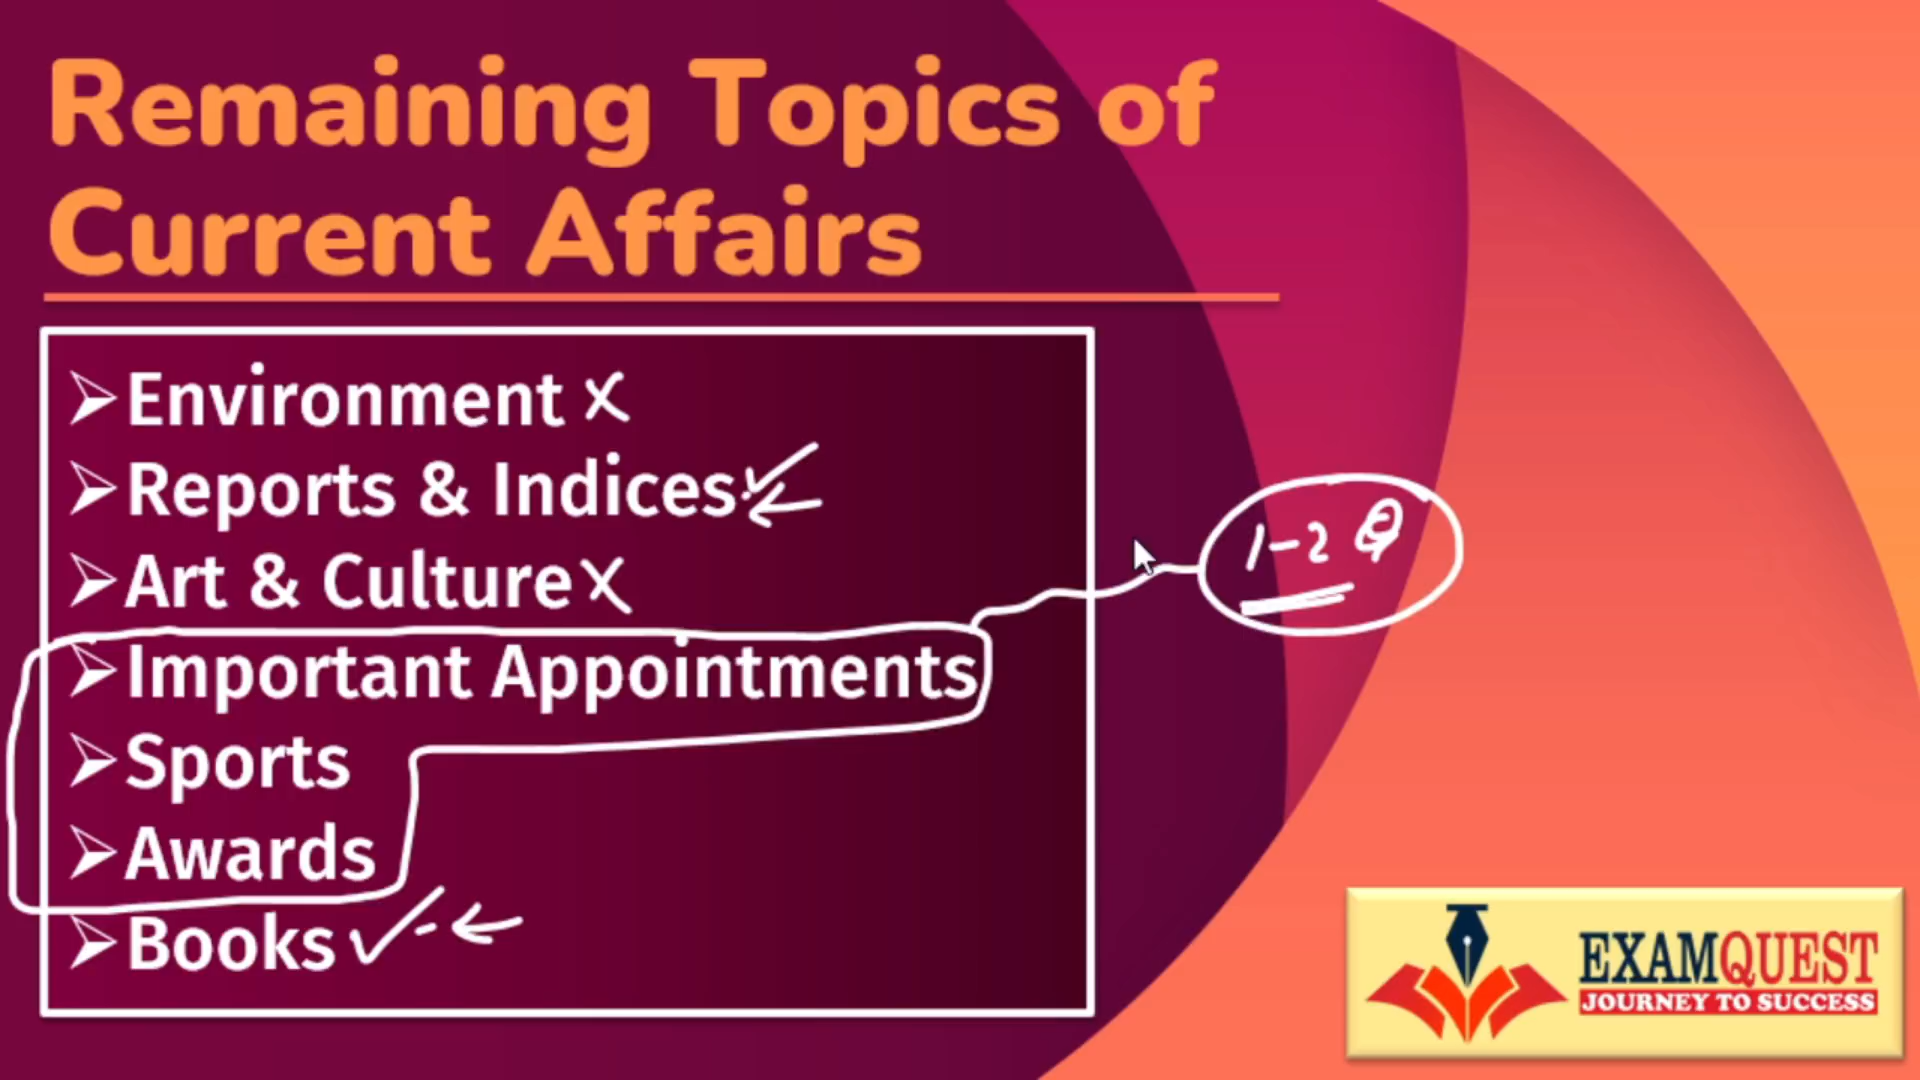 Remaining Topics of
Current Affairs
Environment X
Reports & Indices
Art & Culture X
Important Appointments
Sports
Awards
Books
1-2 Q
EXAMQUEST
JOURNEY TO SUCCESS